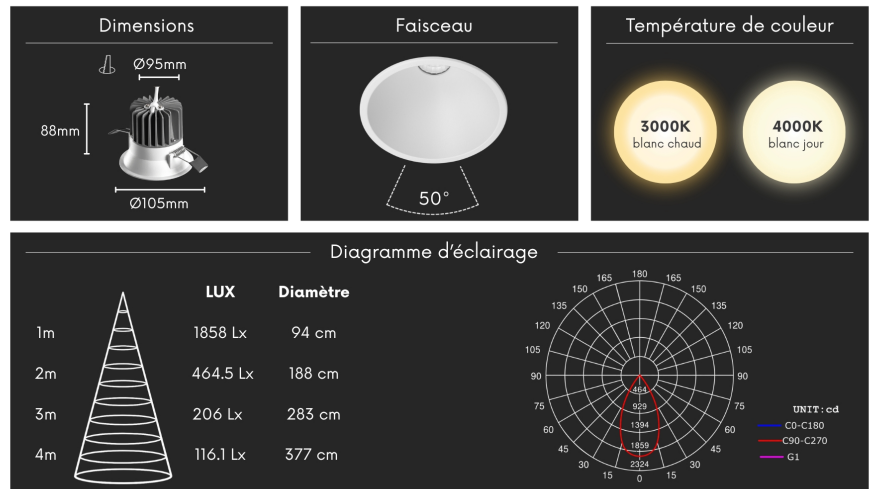 Dimensions
Ø95mm
88mm
Ø105mm
Faisceau
50°
Température de couleur
3000K
blanc chaud
4000K
blanc jour
Diagramme d'éclairage
LUX Diamètre
1m 1858 Lx 94 cm
2m 464.5 Lx 188 cm
3m 206 Lx 283 cm
4m 116.1 Lx 377 cm
180
165 165
150 150
135 135
120 120
105 105
90 90
75 75
60 60
45 45
30 30
15 15
0
464
929
1394
1859
2324
UNIT:cd
C0-C180
C90-C270
G1